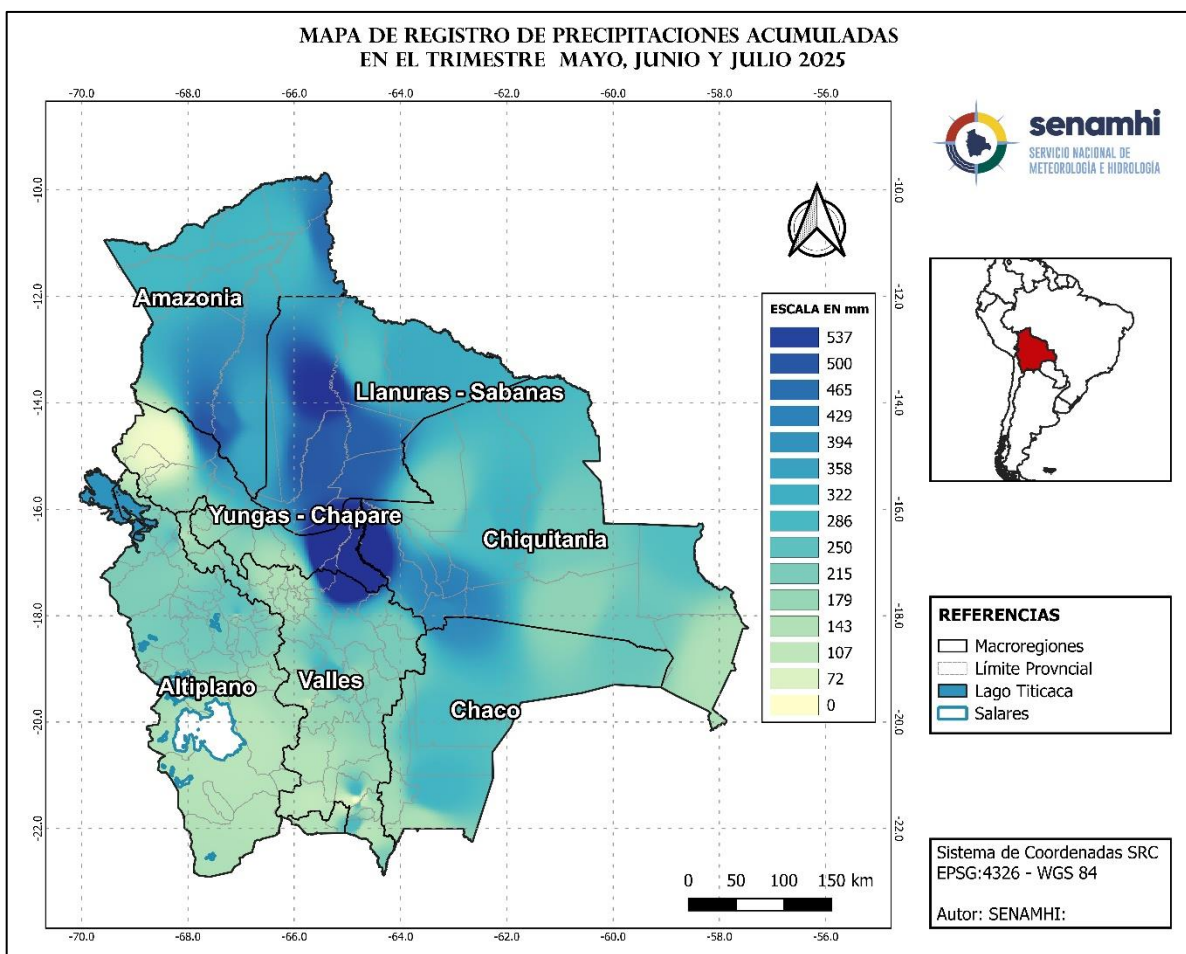 MAPA DE REGISTRO DE PRECIPITACIONES ACUMULADAS
EN EL TRIMESTRE MAYO, JUNIO Y JULIO 2025
senamhi
SERVICIO NACIONAL DE
METEOROLOGÍA E HIDROLOGÍA
-70.0 -68.0 -66.0 -64.0 -62.0 -60.0 -58.0 -56.0
-10.0
-12.0
-14.0
-16.0
-18.0
-20.0
-22.0
Amazonia
Llanuras - Sabanas
Yungas - Chapare
Chiquitania
Altiplano
Valles
Chaco
ESCALA EN mm
537
500
465
429
394
358
322
286
250
215
179
143
107
72
0
-10.0
-12.0
-14.0
-16.0
-18.0
-20.0
-22.0
0 50 100 150 km
-70.0 -68.0 -66.0 -64.0 -62.0 -60.0 -58.0 -56.0
REFERENCIAS
Macroregiones
Límite Provncial
Lago Titicaca
Salares
Sistema de Coordenadas SRC
EPSG:4326 - WGS 84
Autor: SENAMHI: